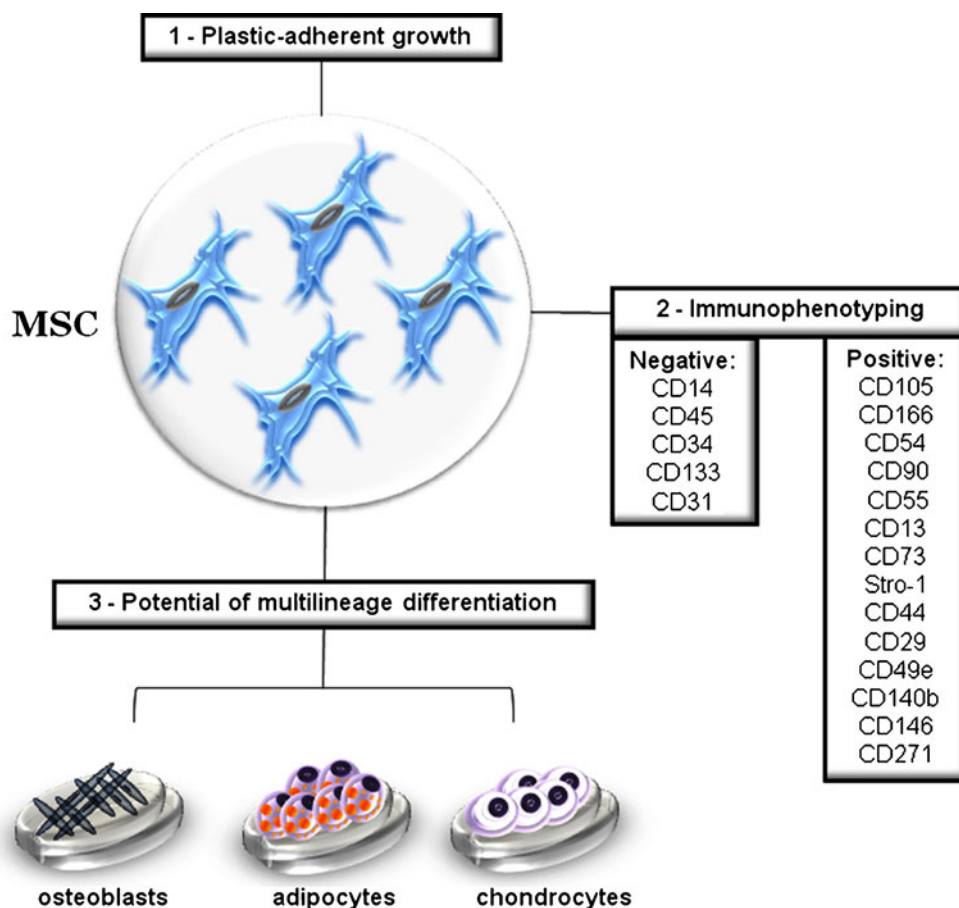 1 - Plastic-adherent growth
MSC
2 - Immunophenotyping
Negative:
CD14
CD45
CD34
CD133
CD31
Positive:
CD105
CD166
CD54
CD90
CD55
CD13
CD73
Stro-1
CD44
CD29
CD49e
CD140b
CD146
CD271
3 - Potential of multilineage differentiation
osteoblasts
adipocytes
chondrocytes